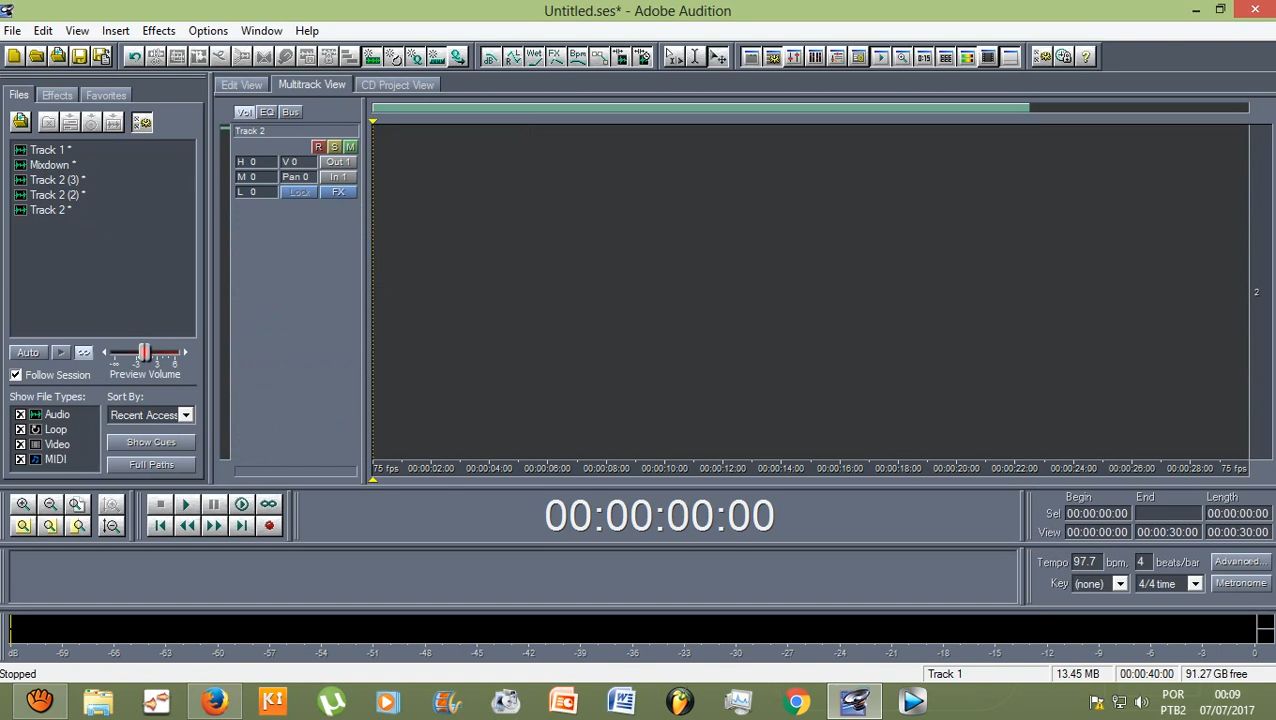 Untitled.ses* - Adobe Audition
File Edit View Insert Effects Options Window Help
Edit View Multitrack View CD Project View
Files Effects Favorites
Vol EQ Bus
Track 2
R S M
H 0 V 0 Out 1
M 0 Pan 0 In 1
L 0 Lock FX
Track 1 *
Mixdown *
Track 2 (3) *
Track 2 (2) *
Track 2 *
2
Auto
-∞ -3 3 6
Follow Session Preview Volume
Show File Types: Sort By:
Audio
Loop
Video
MIDI
Recent Access
Show Cues
Full Paths
75 fps 00:00:02:00 00:00:04:00 00:00:06:00 00:00:08:00 00:00:10:00 00:00:12:00 00:00:14:00 00:00:16:00 00:00:18:00 00:00:20:00 00:00:22:00 00:00:24:00 00:00:26:00 00:00:28:00 75 fps
00:00:00:00
Begin End Length
Sel 00:00:00:00 00:00:00:00
View 00:00:00:00 00:00:30:00 00:00:30:00
Tempo 97.7 bpm, 4 beats/bar Advanced...
Key (none) 4/4 time Metronome
dB -69 -66 -63 -60 -57 -54 -51 -48 -45 -42 -39 -36 -33 -30 -27 -24 -21 -18 -15 -12 -9 -6 -3 0
Stopped Track 1 13.45 MB 00:00:40:00 91.27 GB free
POR 00:09
PTB2 07/07/2017